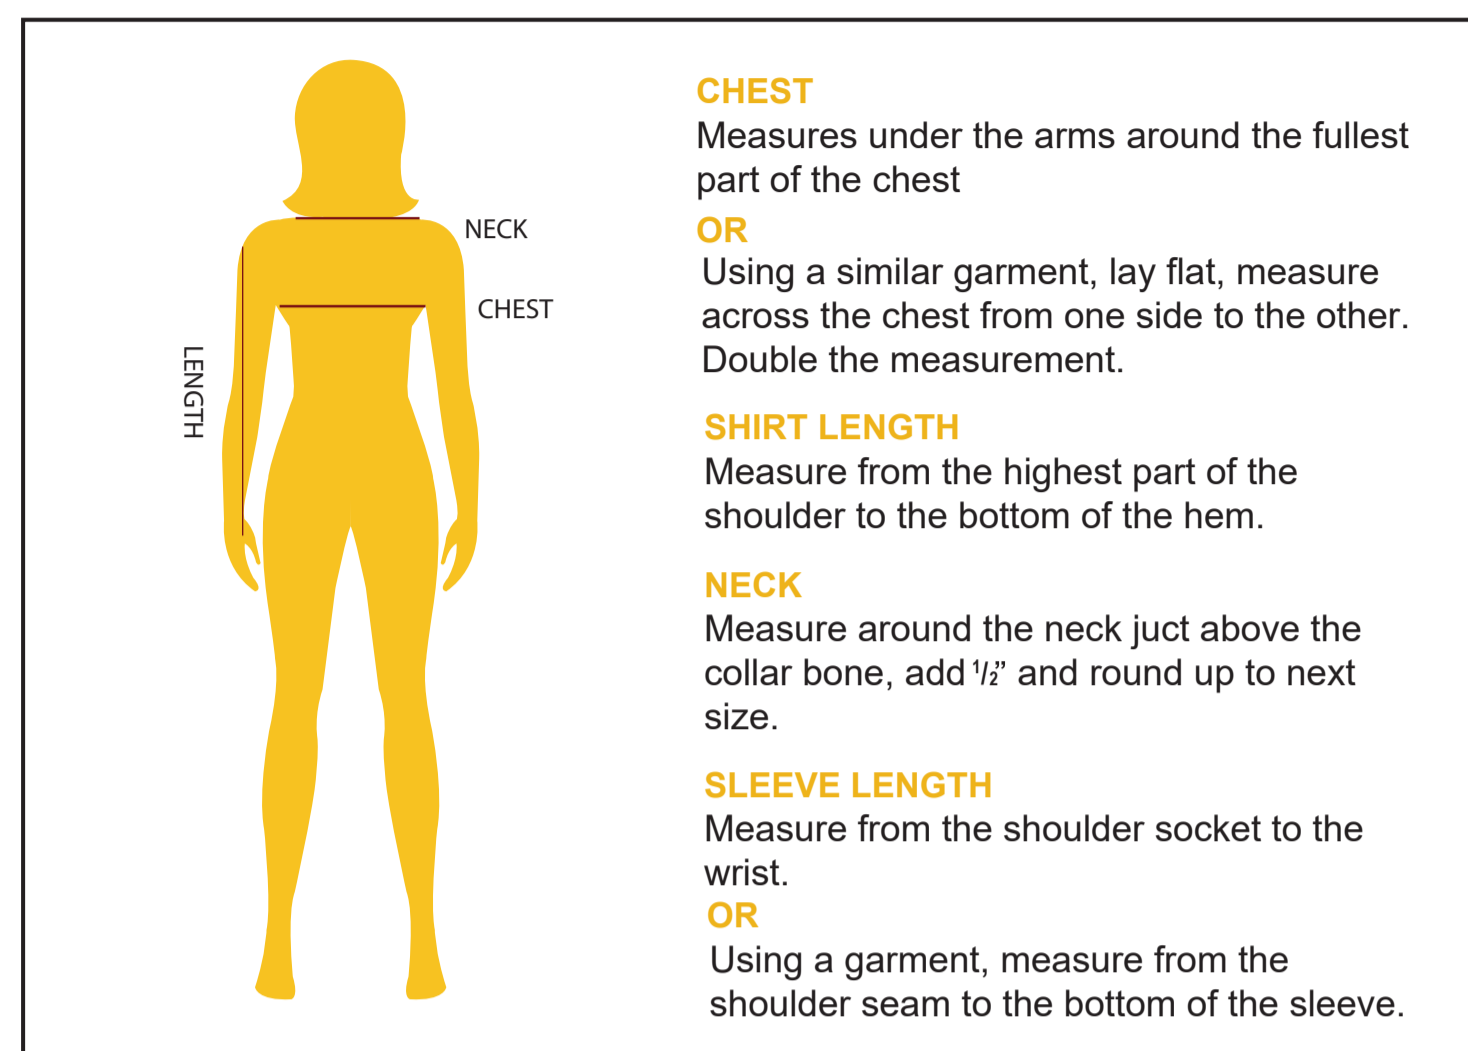 NECK
CHEST
LENGTH
CHEST
Measures under the arms around the fullest
part of the chest
OR
Using a similar garment, lay flat, measure
across the chest from one side to the other.
Double the measurement.
SHIRT LENGTH
Measure from the highest part of the
shoulder to the bottom of the hem.
NECK
Measure around the neck juct above the
collar bone, add ½” and round up to next
size.
SLEEVE LENGTH
Measure from the shoulder socket to the
wrist.
OR
Using a garment, measure from the
shoulder seam to the bottom of the sleeve.